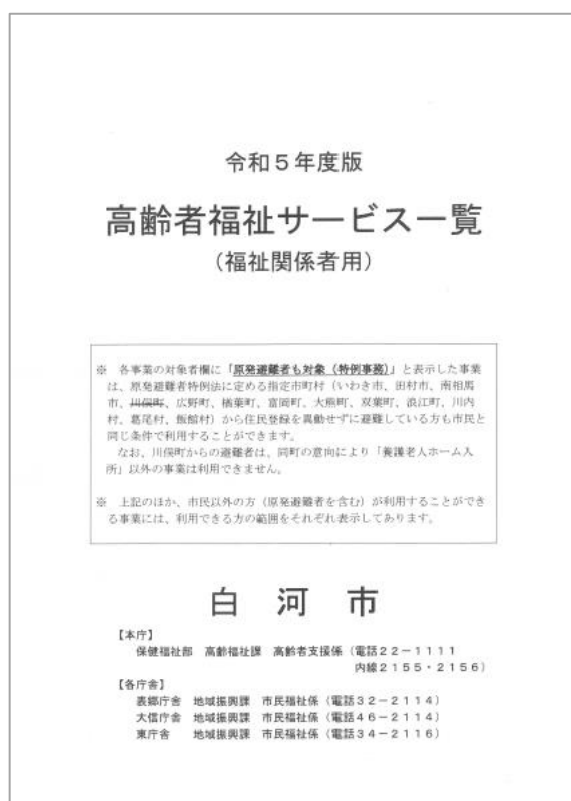 令和５年度版
高齢者福祉サービス一覧
（福祉関係者用）
※　各事業の対象者欄に「原発避難者も対象（特例事務）」と表示した事業
は、原発避難者特例法に定める指定市町村（いわき市、田村市、南相馬
市、川俣町、広野町、楢葉町、富岡町、大熊町、双葉町、浪江町、川内
村、葛尾村、飯舘村）から住民登録を異動せずに避難している方も市民と
同じ条件で利用することができます。
なお、川俣町からの避難者は、同町の意向により「養護老人ホーム入
所」以外の事業は利用できません。
※　上記のほか、市民以外の方（原発避難者を含む）が利用することができ
る事業には、利用できる方の範囲をそれぞれ表示してあります。
白　河　市
【本庁】
保健福祉部　高齢福祉課　高齢者支援係（電話２２－１１１１
内線２１５５・２１５６）
【各庁舎】
表郷庁舎　地域振興課　市民福祉係（電話３２－２１１４）
大信庁舎　地域振興課　市民福祉係（電話４６－２１１４）
東庁舎　　地域振興課　市民福祉係（電話３４－２１１６）